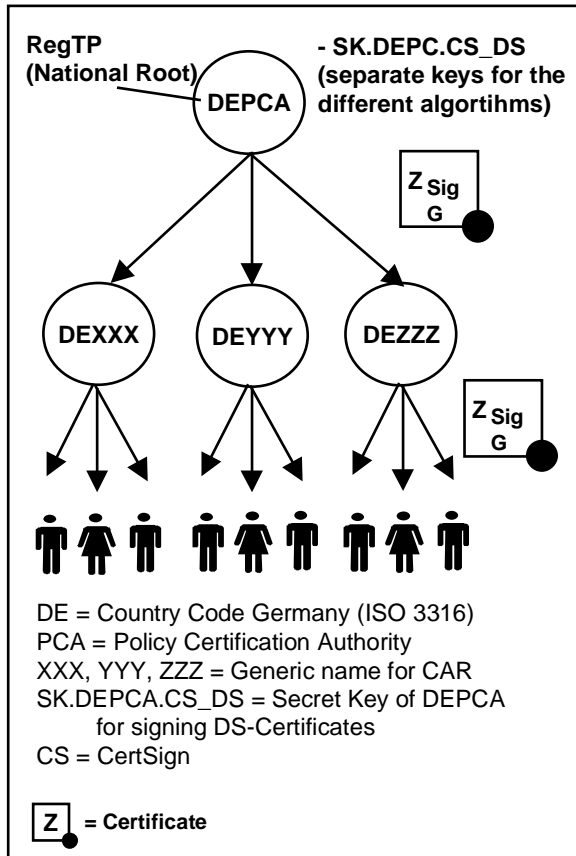 RegTP
(National Root)
- SK.DEPC.CS_DS
(separate keys for the
different algortihms)
DEPCA
Z Sig
G
DEXXX
DEYYY
DEZZZ
Z Sig
G
DE = Country Code Germany (ISO 3316)
PCA = Policy Certification Authority
XXX, YYY, ZZZ = Generic name for CAR
SK.DEPCA.CS_DS = Secret Key of DEPCA
for signing DS-Certificates
CS = CertSign
Z = Certificate